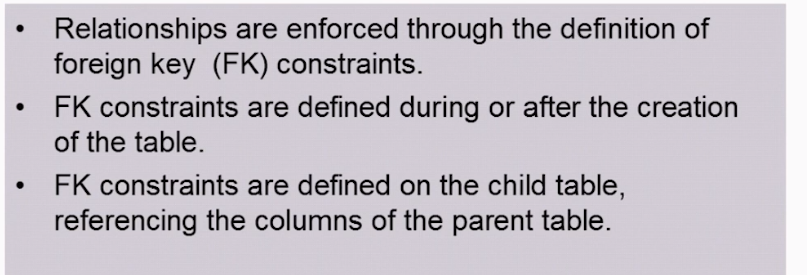 • Relationships are enforced through the definition of
foreign key (FK) constraints.
• FK constraints are defined during or after the creation
of the table.
• FK constraints are defined on the child table,
referencing the columns of the parent table.